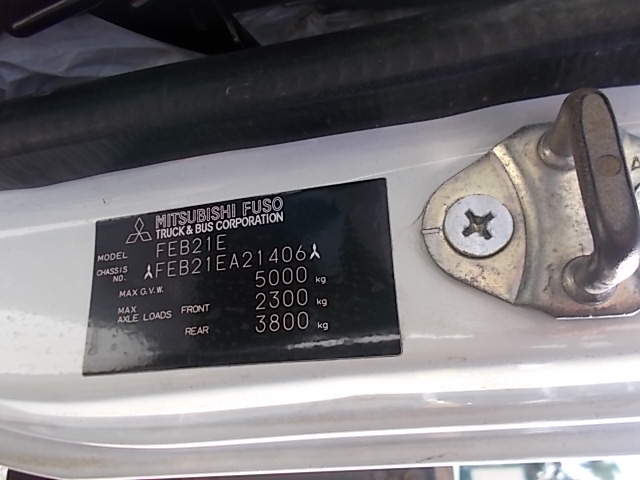 MITSUBISHI FUSO
TRUCK & BUS CORPORATION
MODEL FEB21E
CHASSIS NO. FEB21EA21406
MAX G.V.W. 5000 kg
MAX AXLE LOADS FRONT 2300 kg
REAR 3800 kg